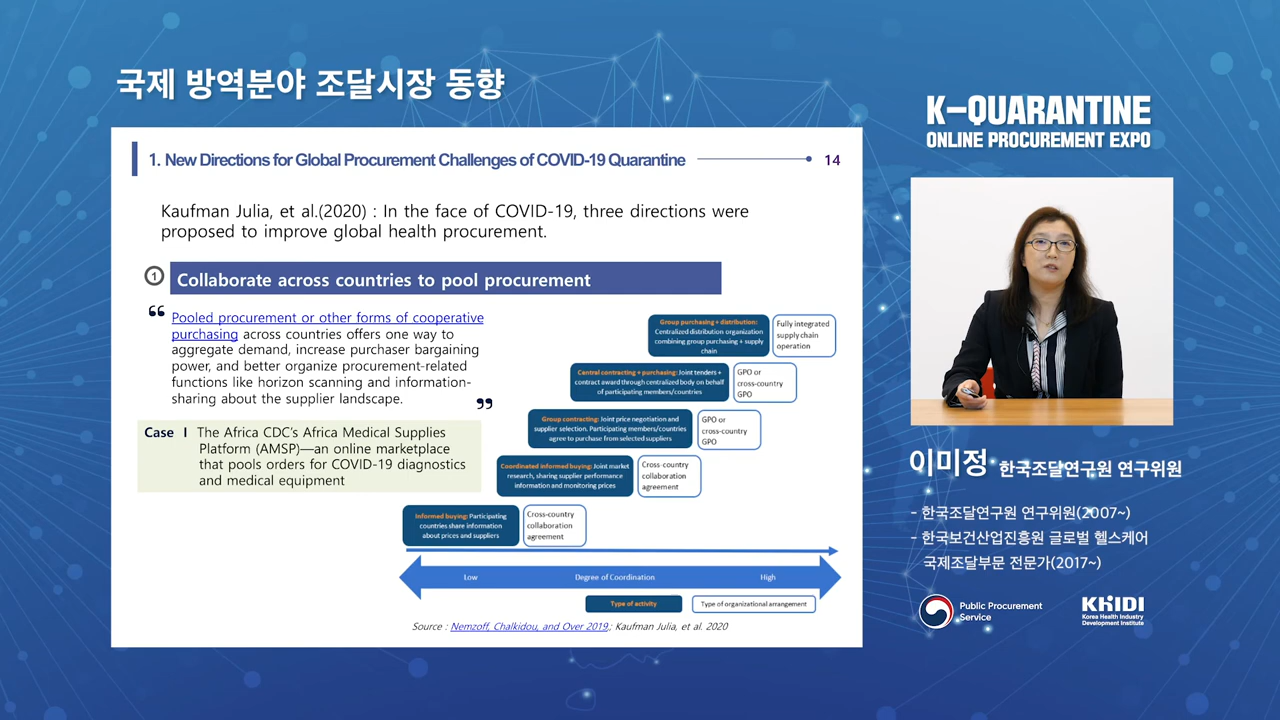 국제 방역분야 조달시장 동향
1. New Directions for Global Procurement Challenges of COVID-19 Quarantine
14
Kaufman Julia, et al.(2020) : In the face of COVID-19, three directions were
proposed to improve global health procurement.
1
Collaborate across countries to pool procurement
“
Pooled procurement or other forms of cooperative
purchasing across countries offers one way to
aggregate demand, increase purchaser bargaining
power, and better organize procurement-related
functions like horizon scanning and information-
sharing about the supplier landscape.
”
Case I The Africa CDC’s Africa Medical Supplies
Platform (AMSP)—an online marketplace
that pools orders for COVID-19 diagnostics
and medical equipment
Group purchasing + distribution:
Centralized distribution organization
combining group purchasing + supply
chain
Fully integrated
supply chain
operation
Central contracting + purchasing: Joint tenders +
contract award through centralized body on behalf
of participating members/countries
GPO or
cross-country
GPO
Group contracting: Joint price negotiation and
supplier selection. Participating members/countries
agree to purchase from selected suppliers
GPO or
cross-country
GPO
Coordinated informed buying: Joint market
research, sharing supplier performance
information and monitoring prices
Cross-country
collaboration
agreement
Informed buying: Participating
countries share information
about prices and suppliers
Cross-country
collaboration
agreement
Low
Degree of Coordination
High
Type of activity
Type of organizational arrangement
Source : Nemzoff, Chalkidou, and Over 2019,; Kaufman Julia, et al. 2020
K-QUARANTINE
ONLINE PROCUREMENT EXPO
이미정 한국조달연구원 연구위원
- 한국조달연구원 연구위원(2007~)
- 한국보건산업진흥원 글로벌 헬스케어
국제조달부문 전문가(2017~)
Public Procurement
Service
KHIDI
Korea Health Industry
Development Institute